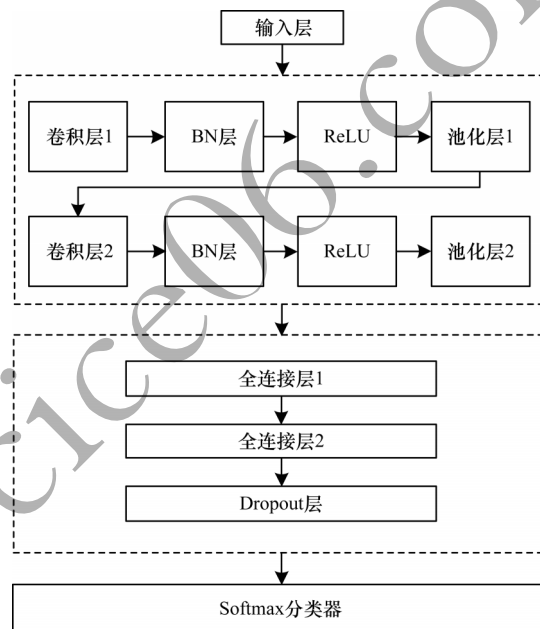 输入层
卷积层1
BN层
ReLU
池化层1
卷积层2
BN层
ReLU
池化层2
全连接层1
全连接层2
Dropout层
Softmax分类器